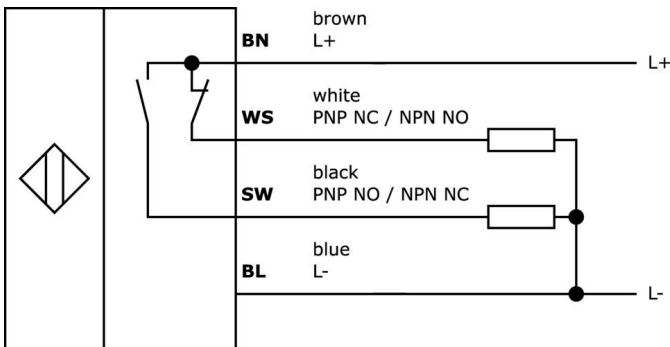 brown
BN L+ L+
white
WS PNP NC / NPN NO
black
SW PNP NO / NPN NC
blue
BL L-
L-